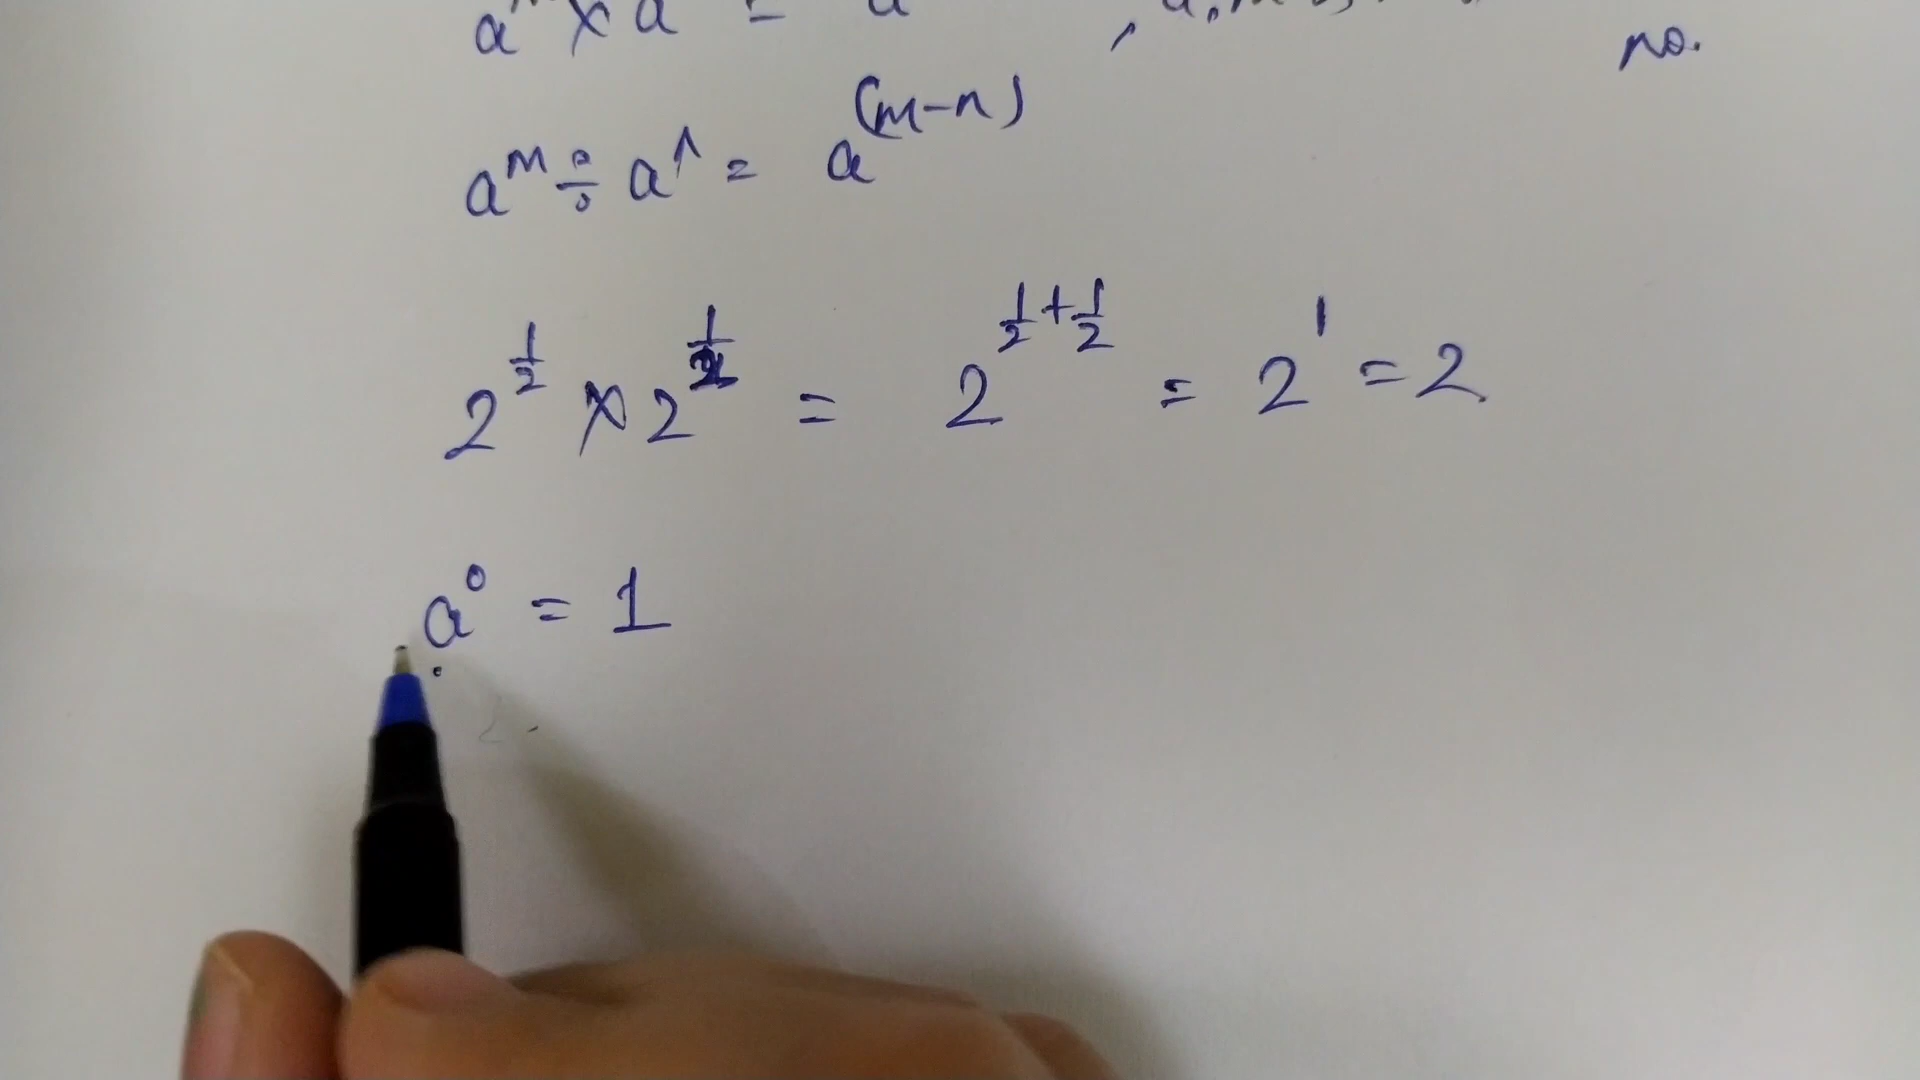 a^m × a = a
no.
a^m ÷ a^n = a^(m-n)
2^1/2 × 2^1/2 = 2^1/2+1/2 = 2^1 = 2
a^0 = 1